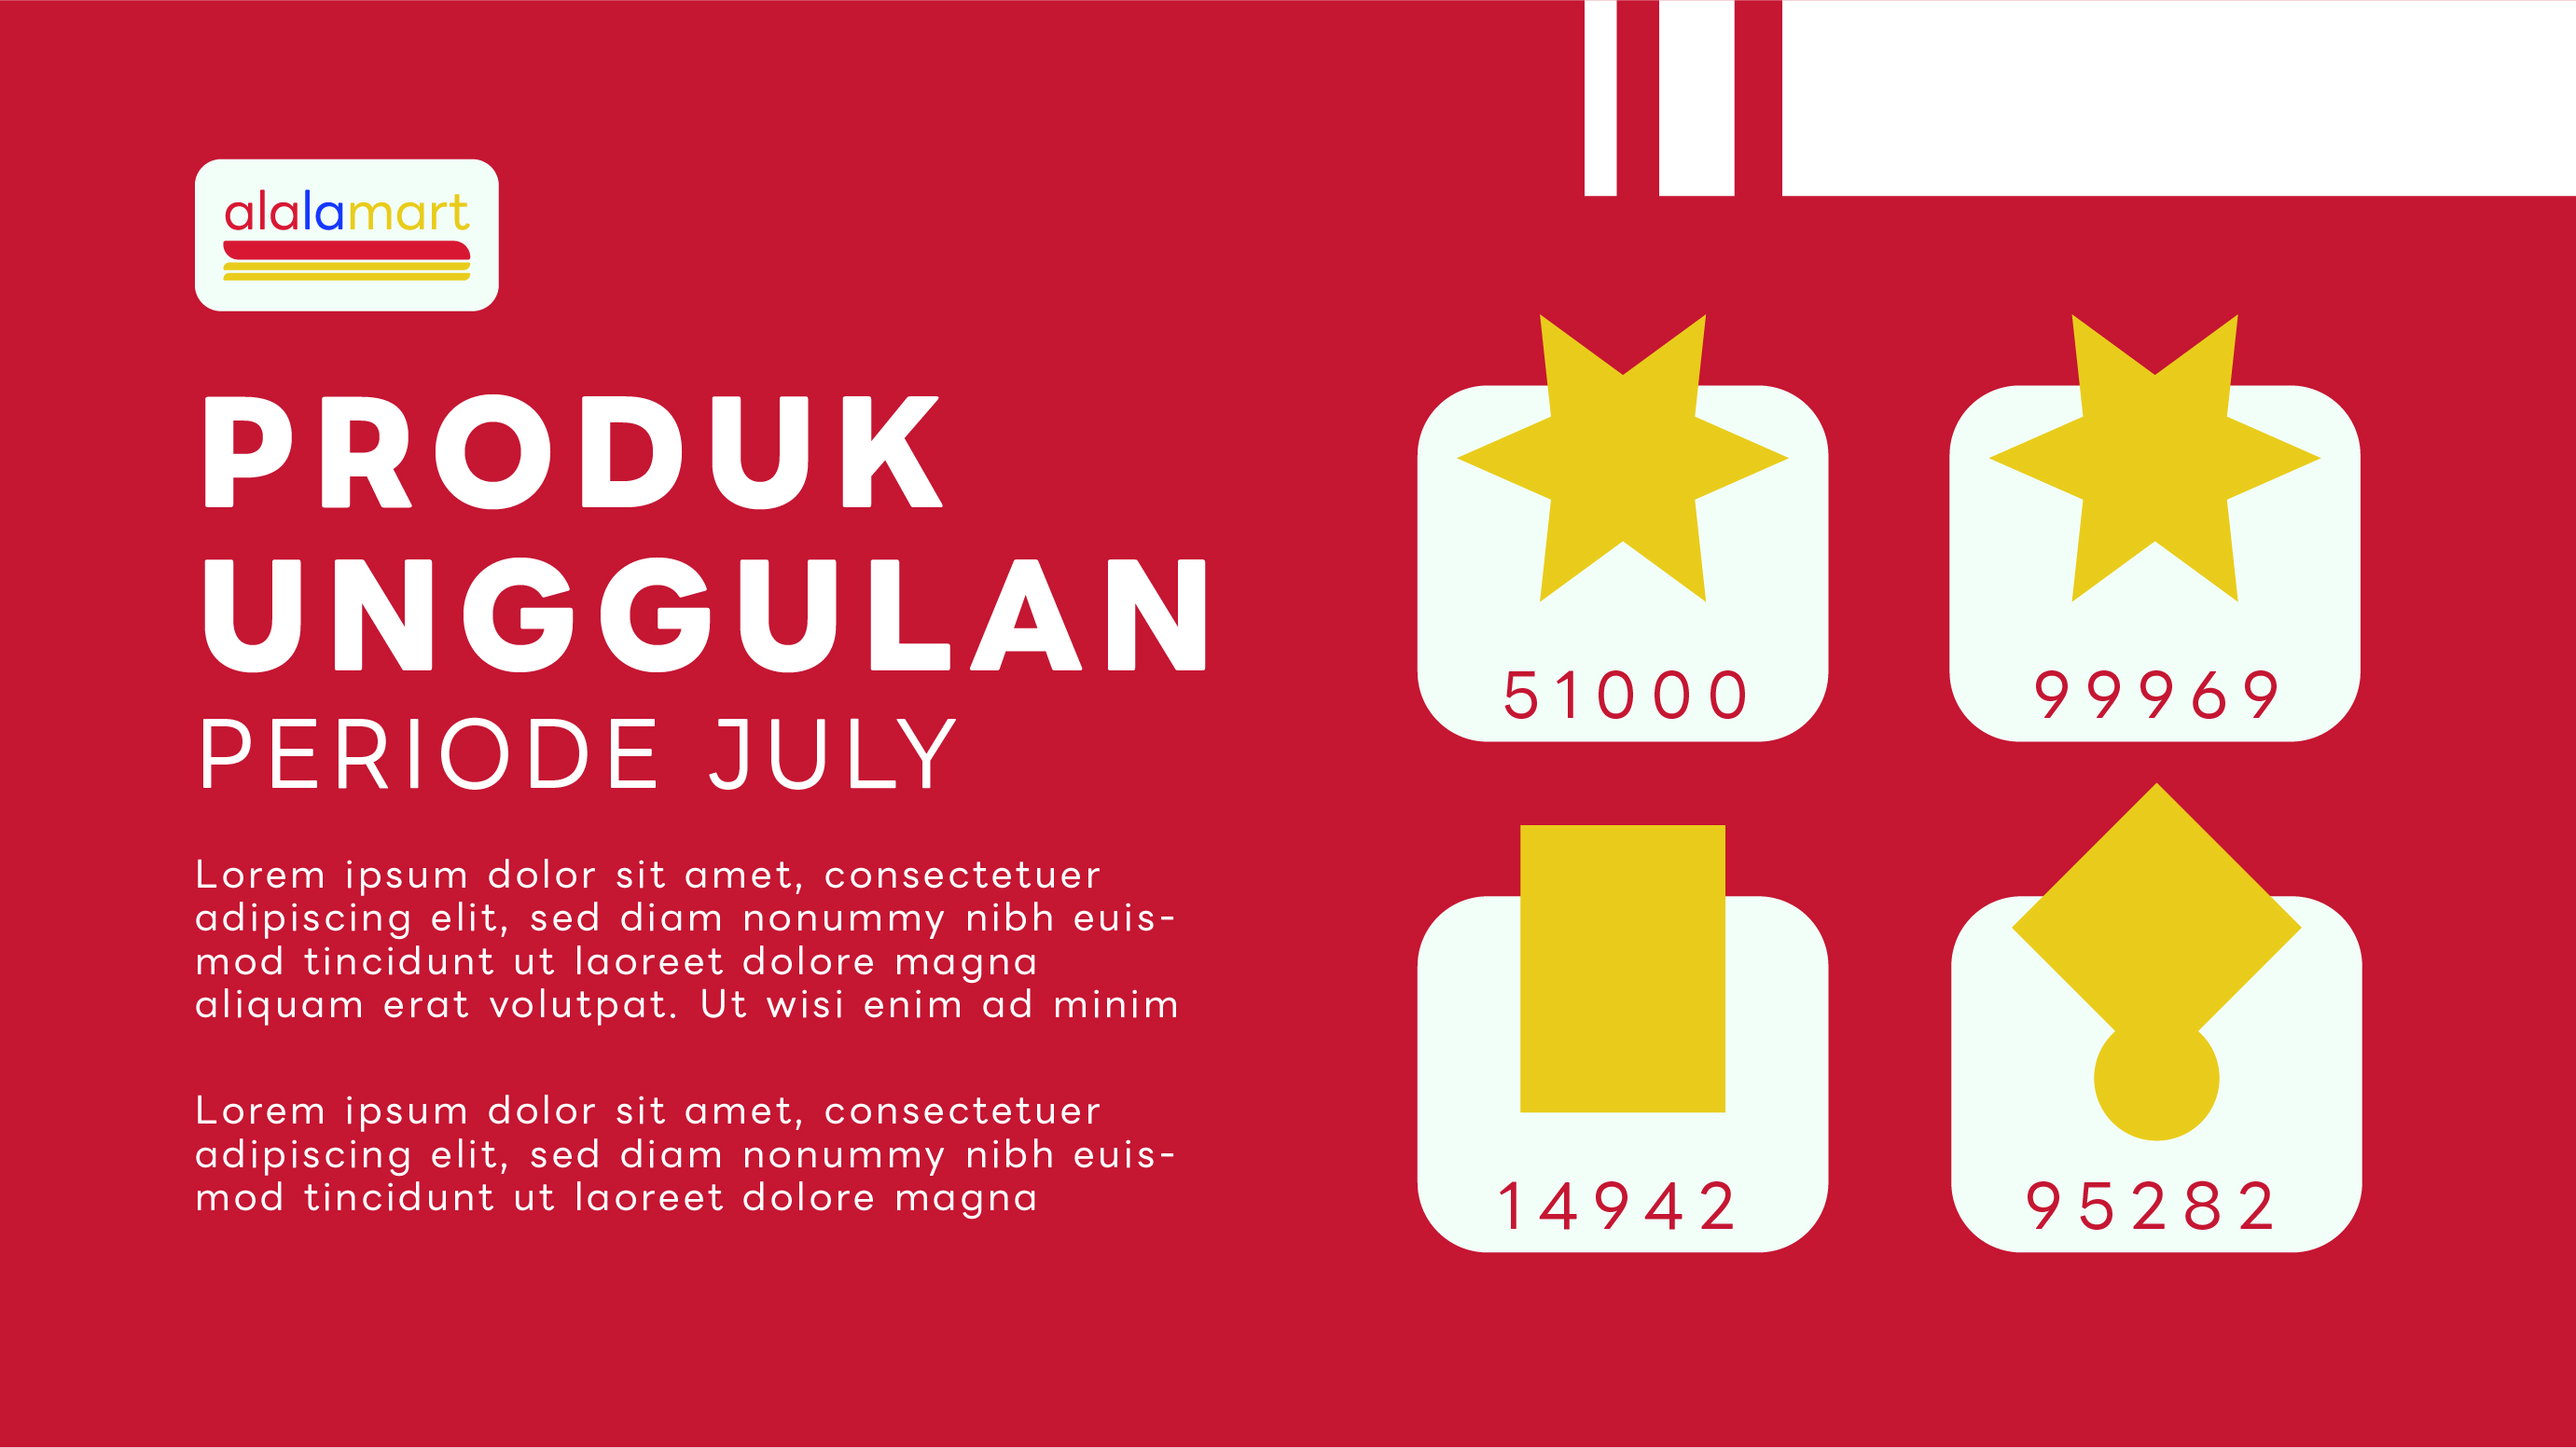 alalamart
PRODUK
UNGGULAN
PERIODE JULY
Lorem ipsum dolor sit amet, consectetuer
adipiscing elit, sed diam nonummy nibh euis-
mod tincidunt ut laoreet dolore magna
aliquam erat volutpat. Ut wisi enim ad minim
Lorem ipsum dolor sit amet, consectetuer
adipiscing elit, sed diam nonummy nibh euis-
mod tincidunt ut laoreet dolore magna
51000
99969
14942
95282